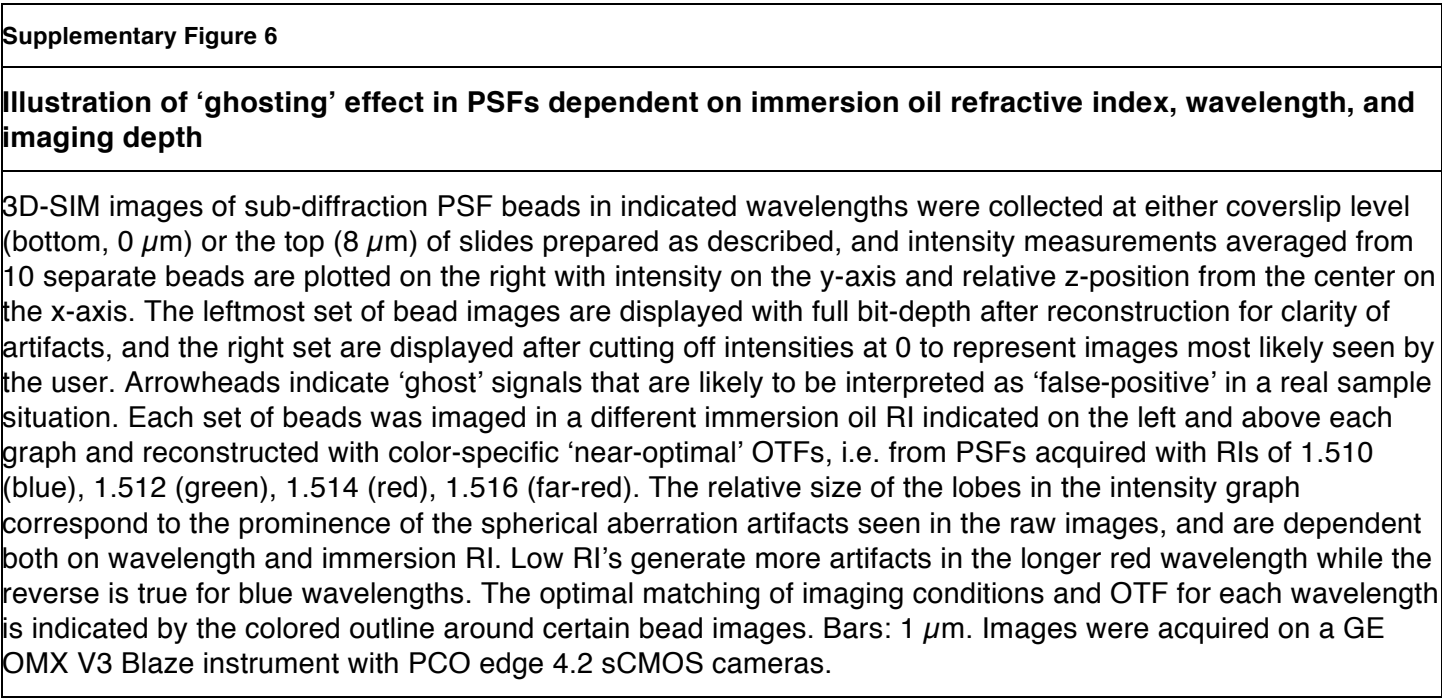 Supplementary Figure 6
Illustration of ‘ghosting’ effect in PSFs dependent on immersion oil refractive index, wavelength, and
imaging depth
3D-SIM images of sub-diffraction PSF beads in indicated wavelengths were collected at either coverslip level
(bottom, 0 µm) or the top (8 µm) of slides prepared as described, and intensity measurements averaged from
10 separate beads are plotted on the right with intensity on the y-axis and relative z-position from the center on
the x-axis. The leftmost set of bead images are displayed with full bit-depth after reconstruction for clarity of
artifacts, and the right set are displayed after cutting off intensities at 0 to represent images most likely seen by
the user. Arrowheads indicate ‘ghost’ signals that are likely to be interpreted as ‘false-positive’ in a real sample
situation. Each set of beads was imaged in a different immersion oil RI indicated on the left and above each
graph and reconstructed with color-specific ‘near-optimal’ OTFs, i.e. from PSFs acquired with RIs of 1.510
(blue), 1.512 (green), 1.514 (red), 1.516 (far-red). The relative size of the lobes in the intensity graph
correspond to the prominence of the spherical aberration artifacts seen in the raw images, and are dependent
both on wavelength and immersion RI. Low RI’s generate more artifacts in the longer red wavelength while the
reverse is true for blue wavelengths. The optimal matching of imaging conditions and OTF for each wavelength
is indicated by the colored outline around certain bead images. Bars: 1 µm. Images were acquired on a GE
OMX V3 Blaze instrument with PCO edge 4.2 sCMOS cameras.